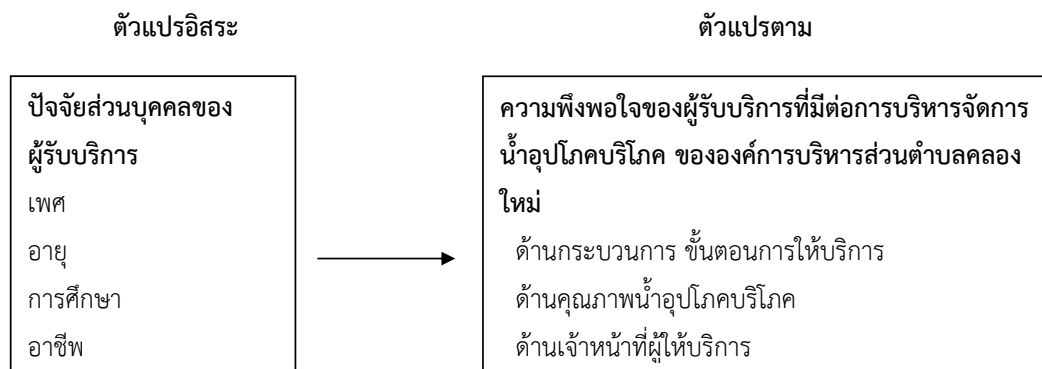 ตัวแปรอิสระ
ตัวแปรตาม
ปัจจัยส่วนบุคคลของ
ผู้รับบริการ
เพศ
อายุ
การศึกษา
อาชีพ
ความพึงพอใจของผู้รับบริการที่มีต่อการบริหารจัดการ
น้ำอุปโภคบริโภค ขององค์การบริหารส่วนตำบลคลอง
ใหม่
ด้านกระบวนการ ขั้นตอนการให้บริการ
ด้านคุณภาพน้ำอุปโภคบริโภค
ด้านเจ้าหน้าที่ผู้ให้บริการ